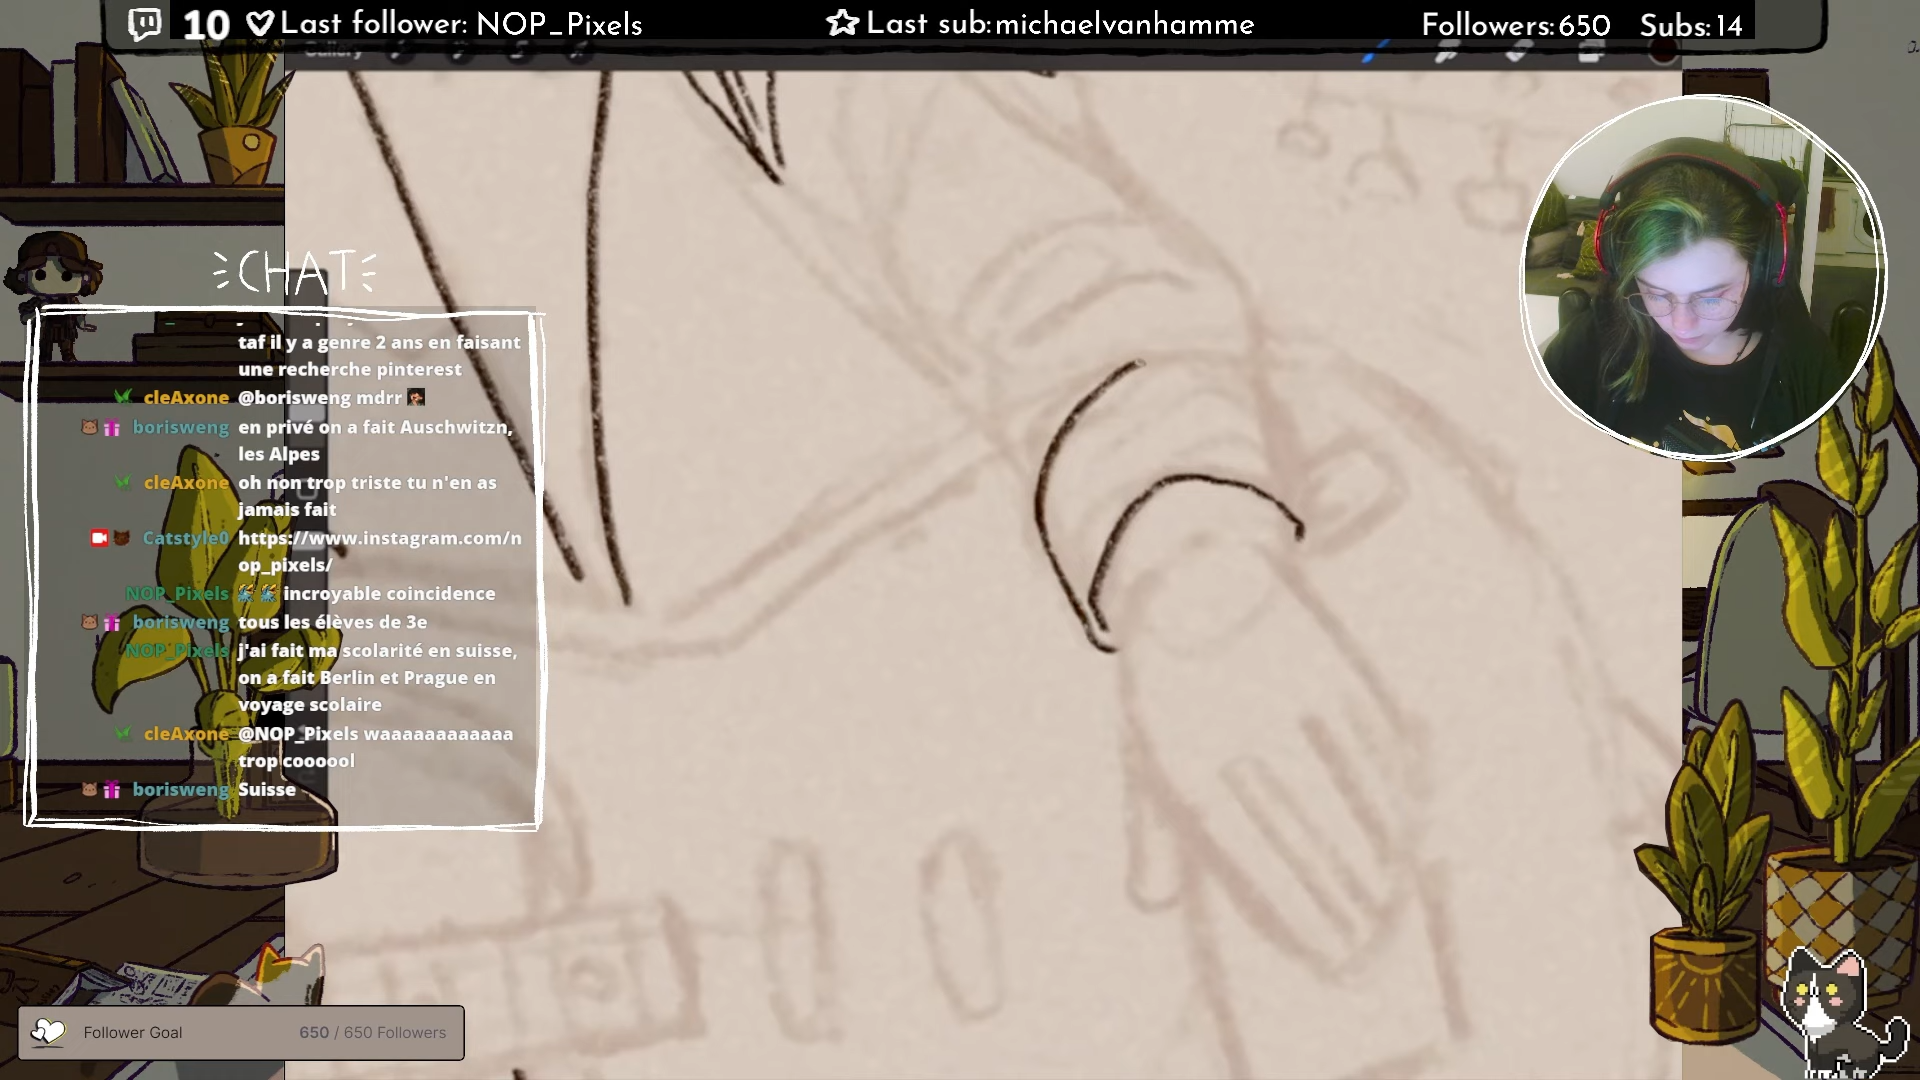 10 Last follower: NOP_Pixels
Last sub: michaelvanhamme
Followers: 650 Subs: 14
Gallery
CHAT
taf il y a genre 2 ans en faisant
une recherche pinterest
cleAxone @borisweng mdrr
borisweng en privé on a fait Auschwitzn,
les Alpes
cleAxone oh non trop triste tu n'en as
jamais fait
Catstyle0 https://www.instagram.com/n
op_pixels/
NOP_Pixels incroyable coincidence
borisweng tous les élèves de 3e
NOP_Pixels j'ai fait ma scolarité en suisse,
on a fait Berlin et Prague en
voyage scolaire
cleAxone @NOP_Pixels waaaaaaaaaaaa
trop coooool
borisweng Suisse
Follower Goal 650 / 650 Followers